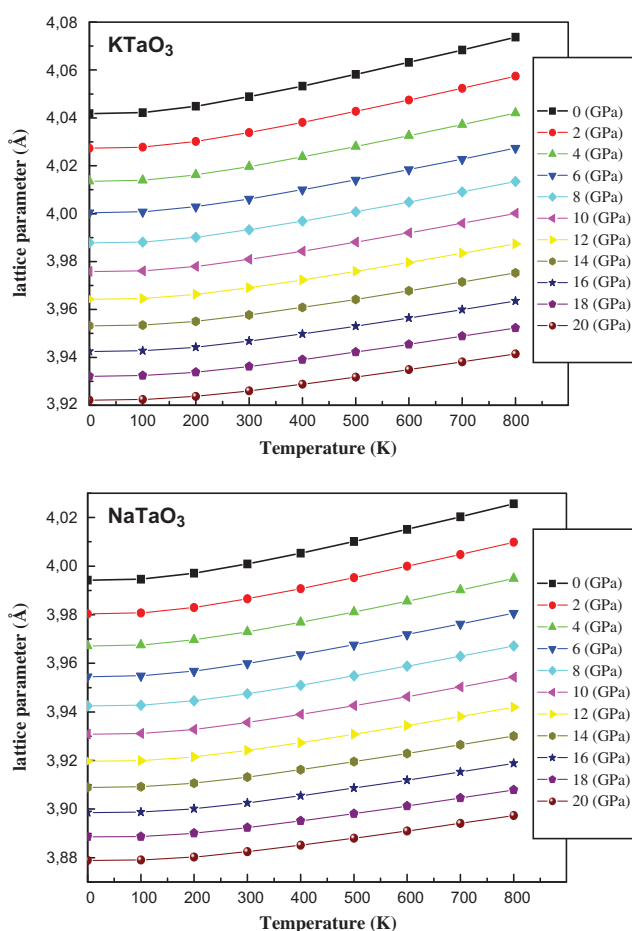 KTaO3
4,08
4,06
4,04
4,02
4,00
3,98
3,96
3,94
3,92
lattice parameter (Å)
0 100 200 300 400 500 600 700 800
Temperature (K)
0 (GPa)
2 (GPa)
4 (GPa)
6 (GPa)
8 (GPa)
10 (GPa)
12 (GPa)
14 (GPa)
16 (GPa)
18 (GPa)
20 (GPa)
NaTaO3
4,02
4,00
3,98
3,96
3,94
3,92
3,90
3,88
lattice parameter (Å)
0 100 200 300 400 500 600 700 800
Temperature (K)
0 (GPa)
2 (GPa)
4 (GPa)
6 (GPa)
8 (GPa)
10 (GPa)
12 (GPa)
14 (GPa)
16 (GPa)
18 (GPa)
20 (GPa)